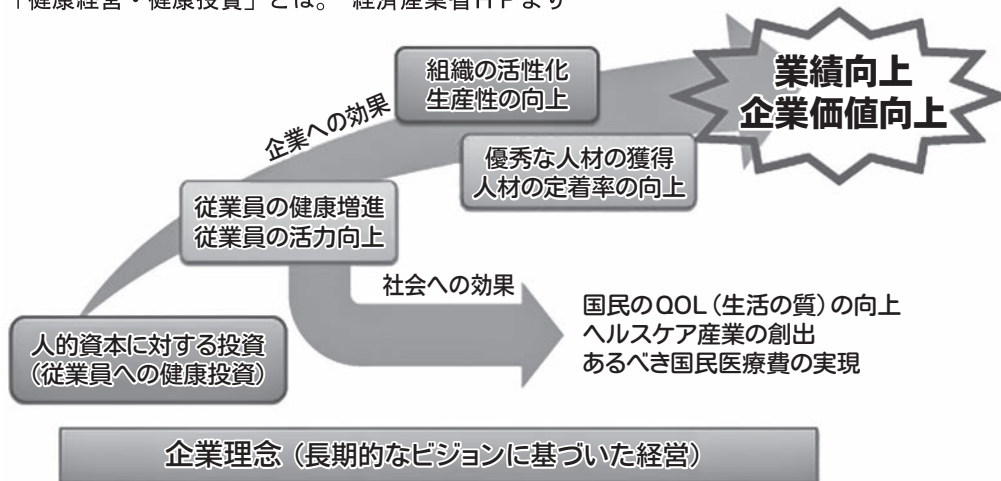 「健康経営・健康投資」とは。 経済産業省HPより
業績向上
企業価値向上
組織の活性化
生産性の向上
企業への効果
優秀な人材の獲得
人材の定着率の向上
従業員の健康増進
従業員の活力向上
社会への効果
国民のQOL（生活の質）の向上
ヘルスケア産業の創出
あるべき国民医療費の実現
人的資本に対する投資
（従業員への健康投資）
企業理念（長期的なビジョンに基づいた経営）